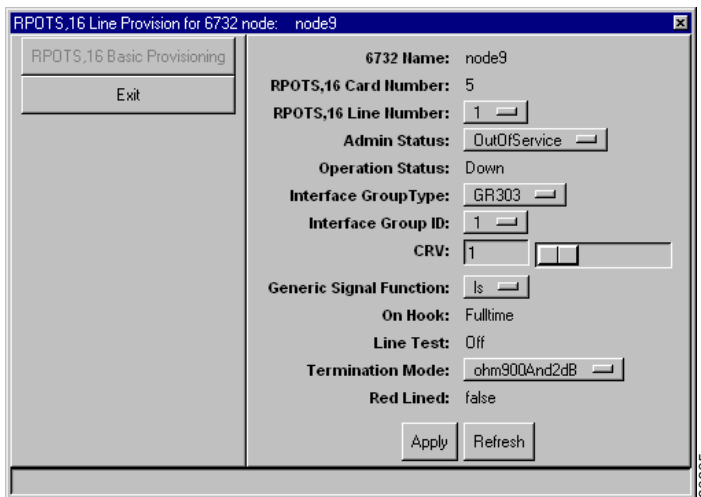 RPOTS,16 Line Provision for 6732 node: node9
RPOTS,16 Basic Provisioning
Exit
6732 Name: node9
RPOTS,16 Card Number: 5
RPOTS,16 Line Number: 1
Admin Status: OutOfService
Operation Status: Down
Interface GroupType: GR303
Interface Group ID: 1
CRV: 1
Generic Signal Function: ls
On Hook: Fulltime
Line Test: Off
Termination Mode: ohm900And2dB
Red Lined: false
Apply Refresh